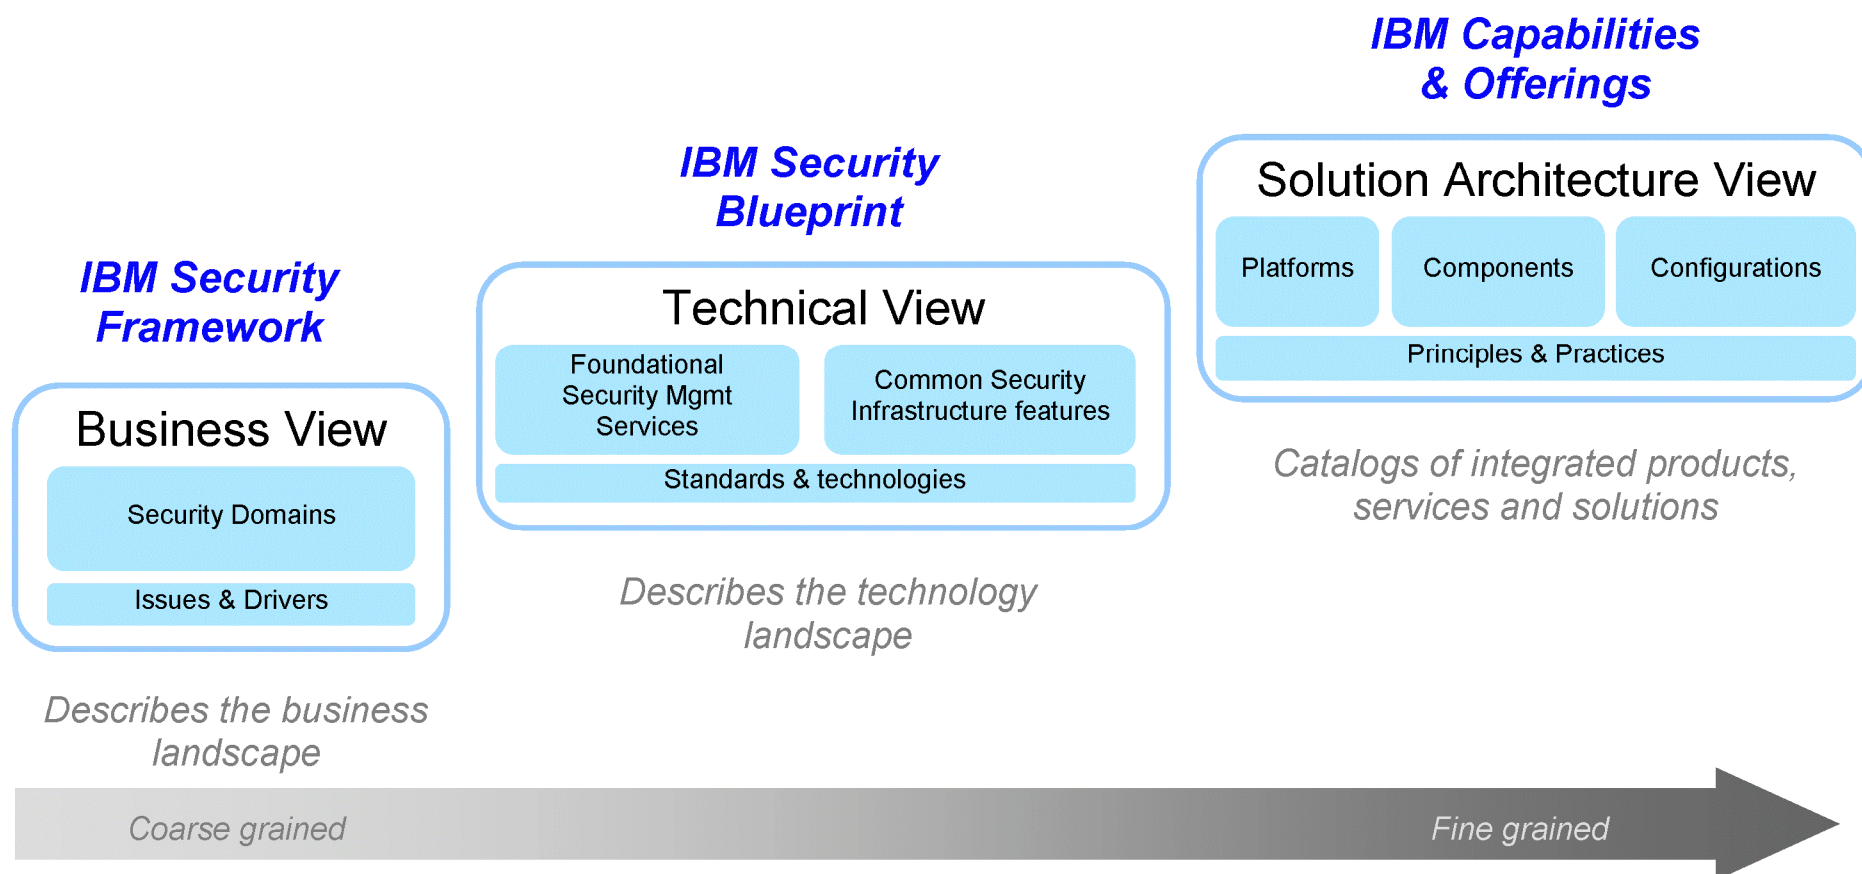 IBM Security
Framework
Business View
Security Domains
Issues & Drivers
Describes the business
landscape
IBM Security
Blueprint
Technical View
Foundational
Security Mgmt
Services
Common Security
Infrastructure features
Standards & technologies
Describes the technology
landscape
IBM Capabilities
& Offerings
Solution Architecture View
Platforms
Components
Configurations
Principles & Practices
Catalogs of integrated products,
services and solutions
Coarse grained
Fine grained